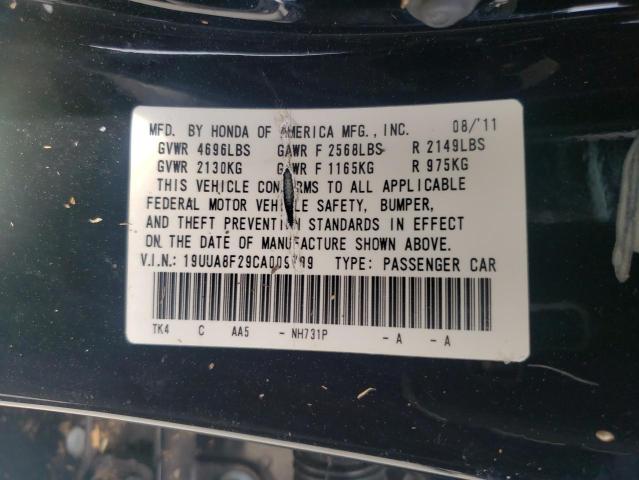 MFD. BY HONDA OF AMERICA MFG., INC. 08/'11
GVWR 4696LBS GAWR F 2568LBS R 2149LBS
GVWR 2130KG GAWR F 1165KG R 975KG
THIS VEHICLE CONFORMS TO ALL APPLICABLE
FEDERAL MOTOR VEHICLE SAFETY, BUMPER,
AND THEFT PREVENTION STANDARDS IN EFFECT
ON THE DATE OF MANUFACTURE SHOWN ABOVE.
V.I.N.: TYPE: PASSENGER CAR
TK4 C AA5 - NH731P - A - A